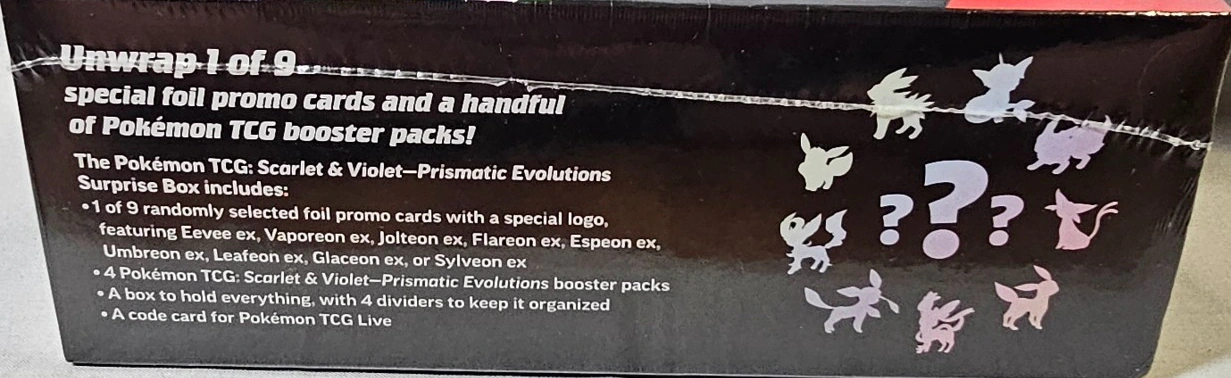 Unwrap 1 of 9
special foil promo cards and a handful
of Pokémon TCG booster packs!
The Pokémon TCG: Scarlet & Violet—Prismatic Evolutions
Surprise Box includes:
•1 of 9 randomly selected foil promo cards with a special logo,
featuring Eevee ex, Vaporeon ex, Jolteon ex, Flareon ex, Espeon ex,
Umbreon ex, Leafeon ex, Glaceon ex, or Sylveon ex
• 4 Pokémon TCG: Scarlet & Violet—Prismatic Evolutions booster packs
• A box to hold everything, with 4 dividers to keep it organized
• A code card for Pokémon TCG Live
? ? ?